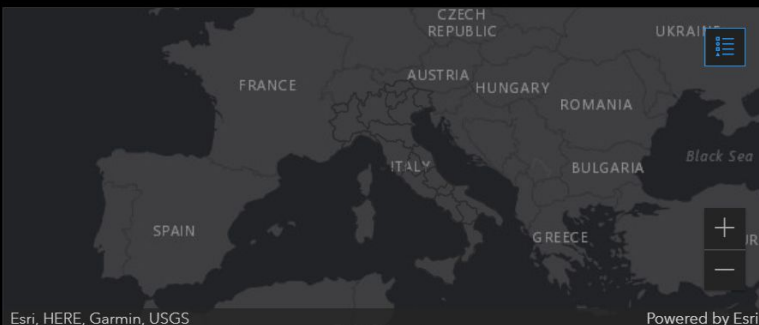 CZECH
REPUBLIC
UKRAINE
AUSTRIA
FRANCE
HUNGARY
ROMANIA
ITALY
BULGARIA
Black Sea
SPAIN
GREECE
Esri, HERE, Garmin, USGS
Powered by Esri